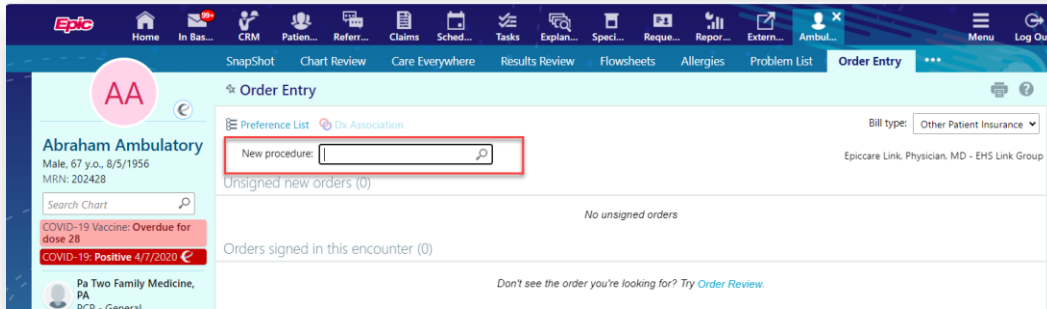 Epic
Home
99+
In Bas...
CRM
Patien...
Referr...
Claims
Sched...
Tasks
Explan...
Speci...
Reque...
Repor...
Extern...
Ambul...
Menu
Log Ou
SnapShot Chart Review Care Everywhere Results Review Flowsheets Allergies Problem List Order Entry
AA
Abraham Ambulatory
Male, 67 y.o., 8/5/1956
MRN: 202428
Search Chart
COVID-19 Vaccine: Overdue for
dose 28
COVID-19: Positive 4/7/2020
Pa Two Family Medicine,
PA
PCP - General
Order Entry
Preference List Dx Association
Bill type: Other Patient Insurance
New procedure:
Epiccare Link, Physician, MD - EHS Link Group
Unsigned new orders (0)
No unsigned orders
Orders signed in this encounter (0)
Don't see the order you're looking for? Try Order Review.